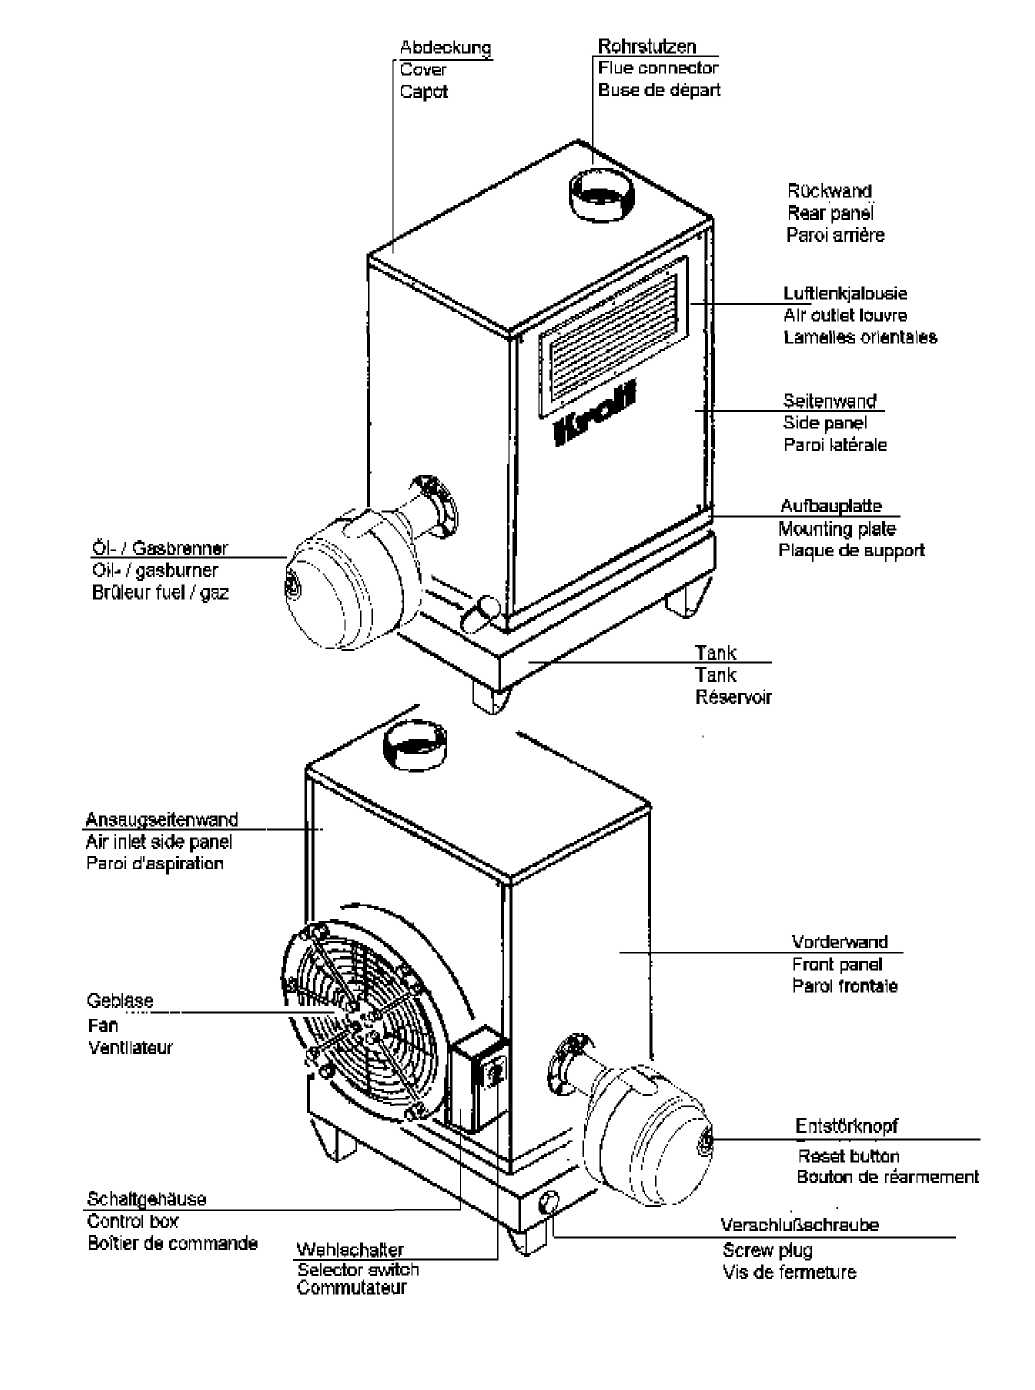 Abdeckung
Cover
Capot
Rohrstutzen
Flue connector
Buse de départ
Rückwand
Rear panel
Paroi arrière
Luftlenkjalousie
Air outlet louvre
Lamelles orientales
Kroll
Seitenwand
Side panel
Paroi latérale
Aufbauplatte
Mounting plate
Plaque de support
Öl- / Gasbrenner
Oil- / gasburner
Brûleur fuel / gaz
Tank
Tank
Réservoir
Ansaugseitenwand
Air inlet side panel
Paroi d'aspiration
Vorderwand
Front panel
Paroi frontale
Gebläse
Fan
Ventilateur
Entstörknopf
Reset button
Bouton de réarmement
Schaltgehäuse
Control box
Boîtier de commande
Wahlschalter
Selector switch
Commutateur
Verschlußschraube
Screw plug
Vis de fermeture